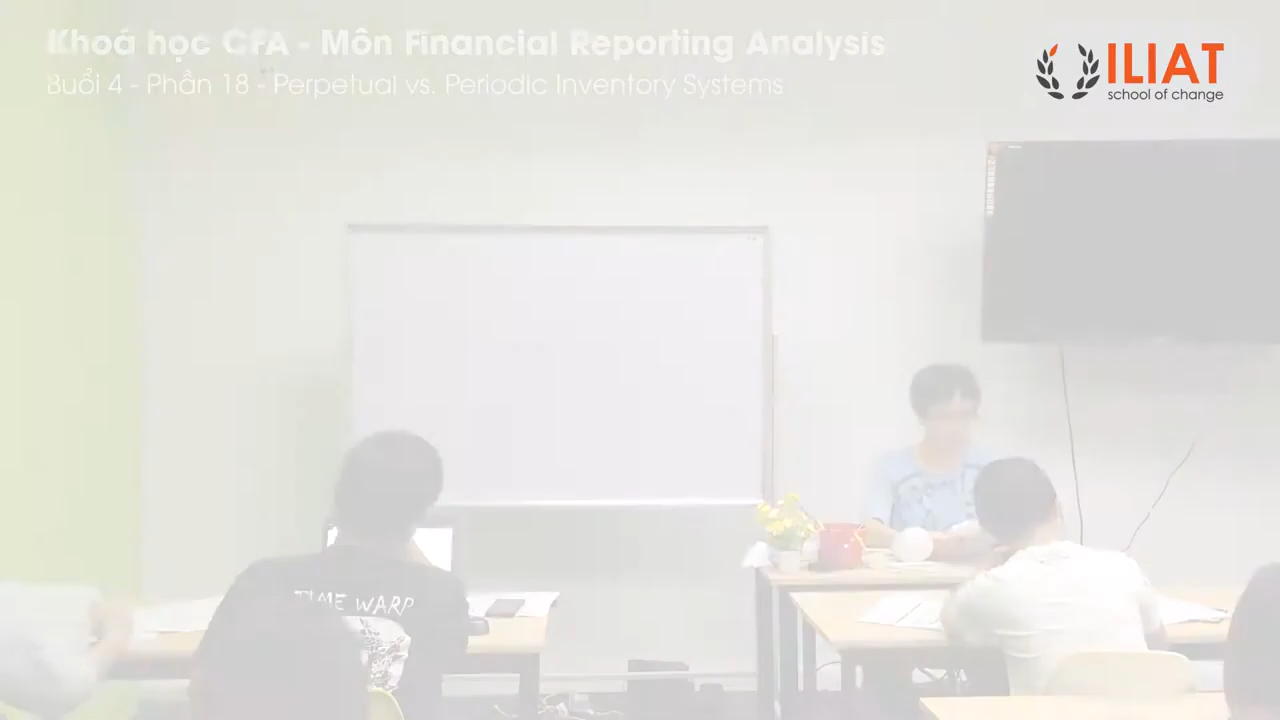 Khoá học CFA - Môn Financial Reporting Analysis
Buổi 4 - Phần 18 - Perpetual vs. Periodic Inventory Systems
ILIAT
school of change
TIME WARP